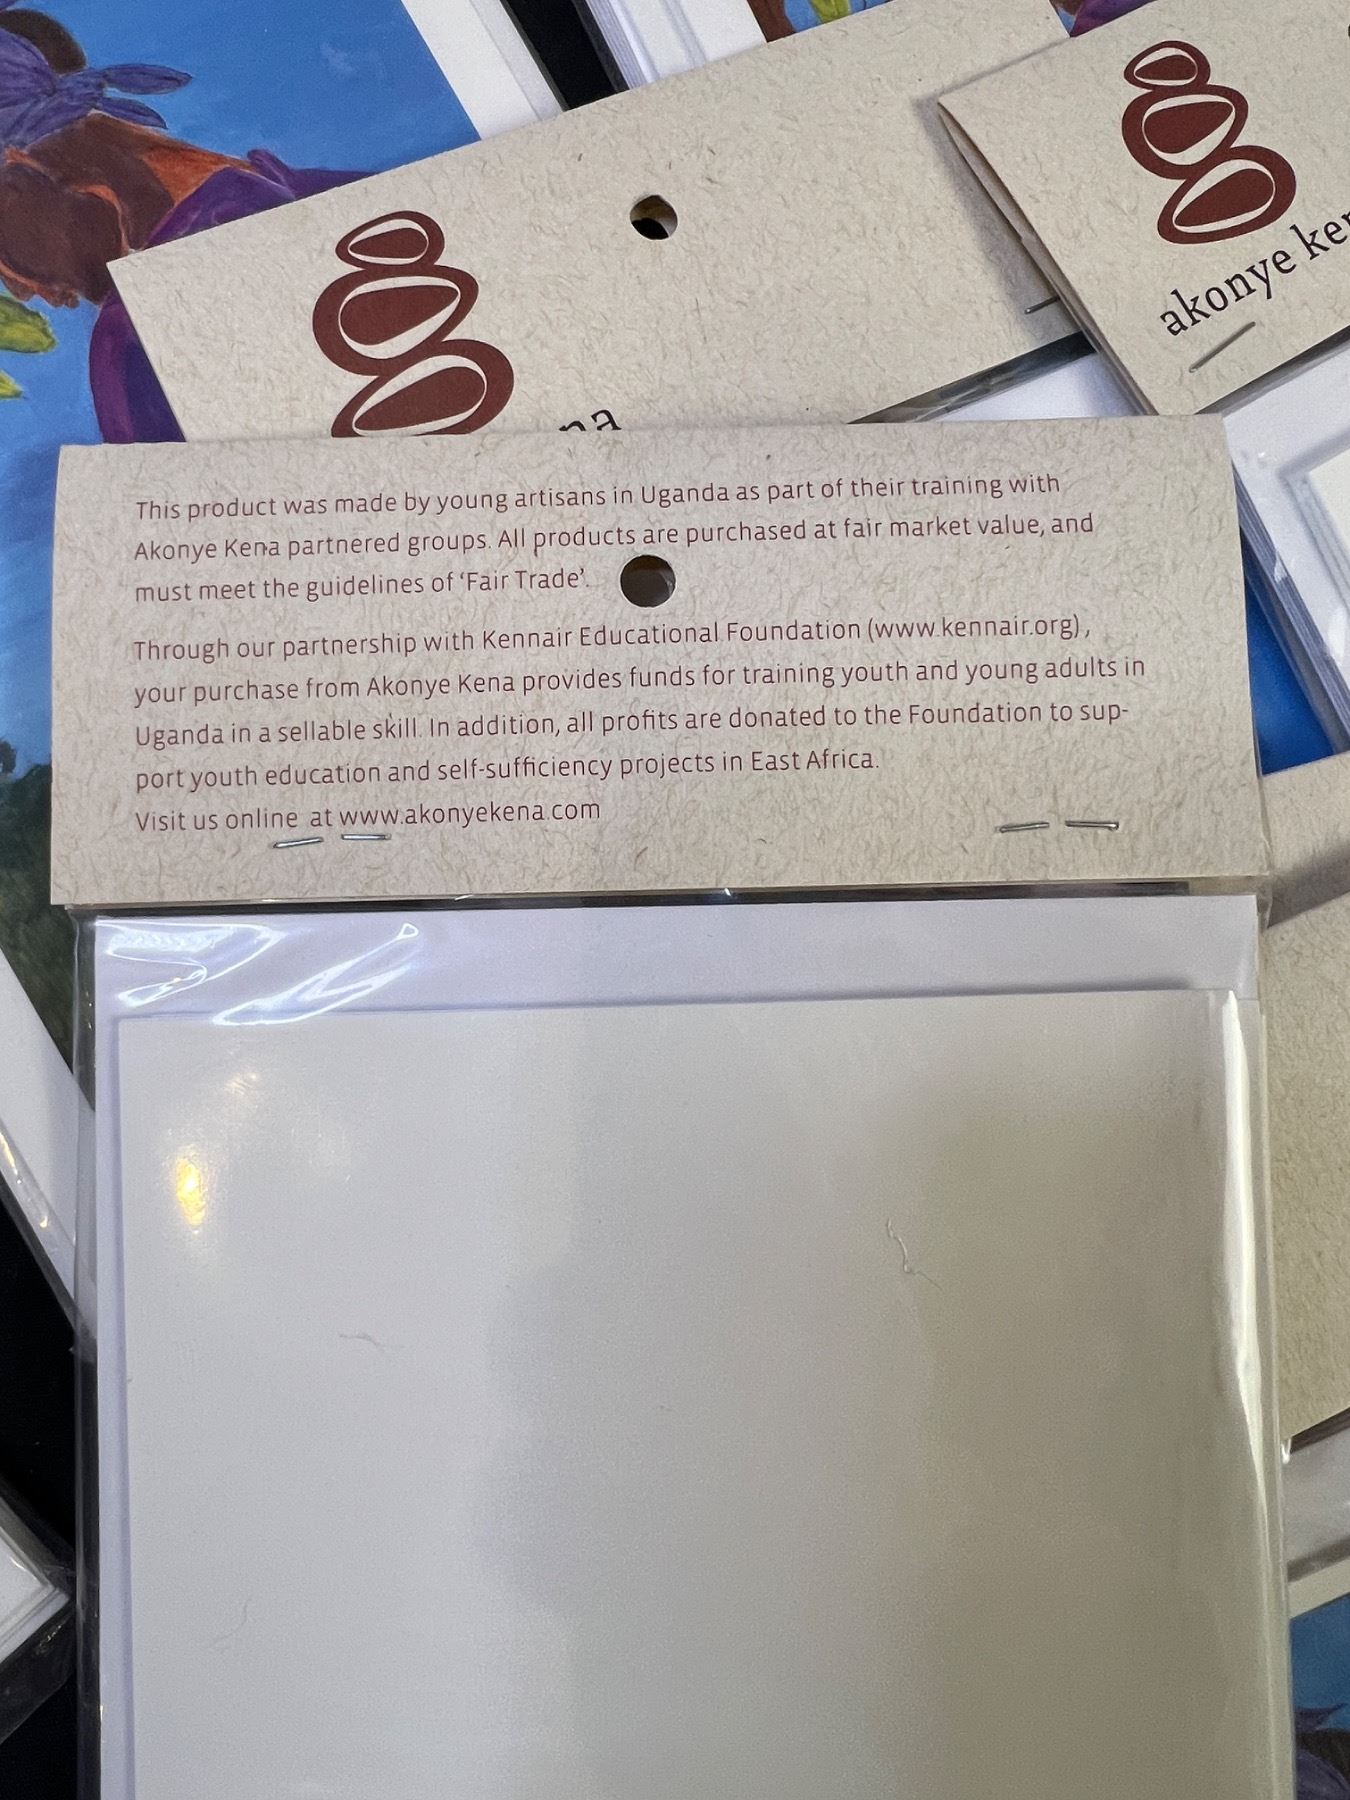 akonye
na
This product was made by young artisans in Uganda as part of their training with
Akonye Kena partnered groups. All products are purchased at fair market value, and
must meet the guidelines of ‘Fair Trade’.
Through our partnership with Kennair Educational Foundation (www.kennair.org) ,
your purchase from Akonye Kena provides funds for training youth and young adults in
Uganda in a sellable skill. In addition, all profits are donated to the Foundation to sup-
port youth education and self-sufficiency projects in East Africa.
Visit us online at www.akonyekena.com